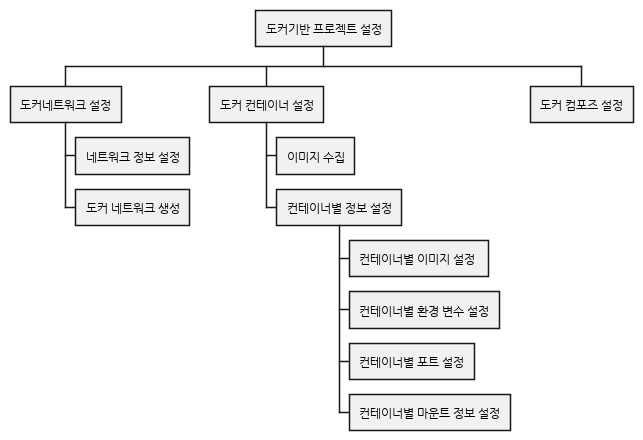 도커기반 프로젝트 설정
도커네트워크 설정
도커 컨테이너 설정
도커 컴포즈 설정
네트워크 정보 설정
도커 네트워크 생성
이미지 수집
컨테이너별 정보 설정
컨테이너별 이미지 설정
컨테이너별 환경 변수 설정
컨테이너별 포트 설정
컨테이너별 마운트 정보 설정